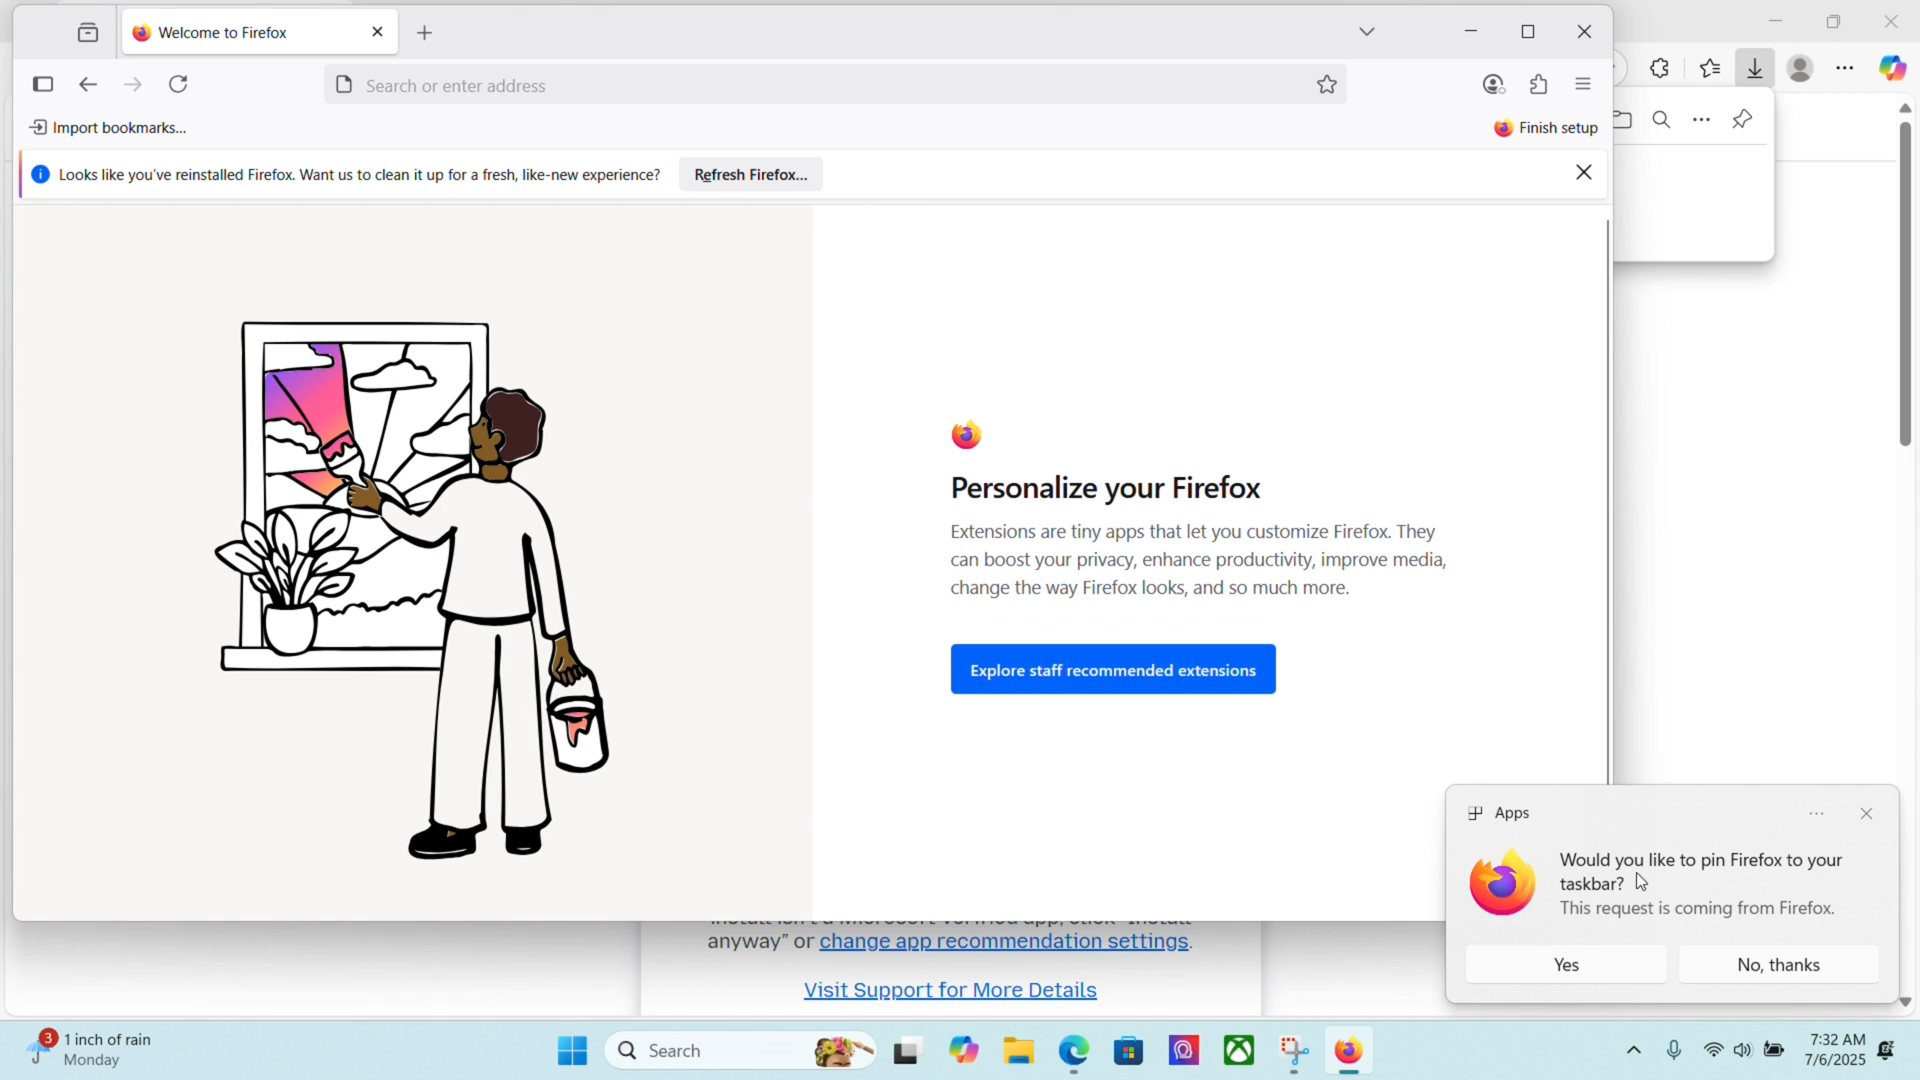 Welcome to Firefox
Search or enter address
Import bookmarks...
Finish setup
Looks like you've reinstalled Firefox. Want us to clean it up for a fresh, like-new experience?
Refresh Firefox...
Personalize your Firefox
Extensions are tiny apps that let you customize Firefox. They
can boost your privacy, enhance productivity, improve media,
change the way Firefox looks, and so much more.
Explore staff recommended extensions
Apps
Would you like to pin Firefox to your
taskbar?
This request is coming from Firefox.
Yes
No, thanks
anyway” or change app recommendation settings.
Visit Support for More Details
3
1 inch of rain
Monday
Search
7:32 AM
7/6/2025